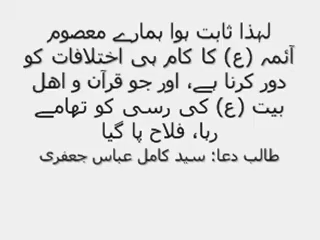 لہذا ثابت ہوا ہمارے معصوم
آئمہ (ع) کا کام ہی اختلافات کو
دور کرنا ہے، اور جو قرآن و اھل
بیت (ع) کی رسی کو تھامے
رہا، فلاح پا گیا
طالب دعا: سید کامل عباس جعفری